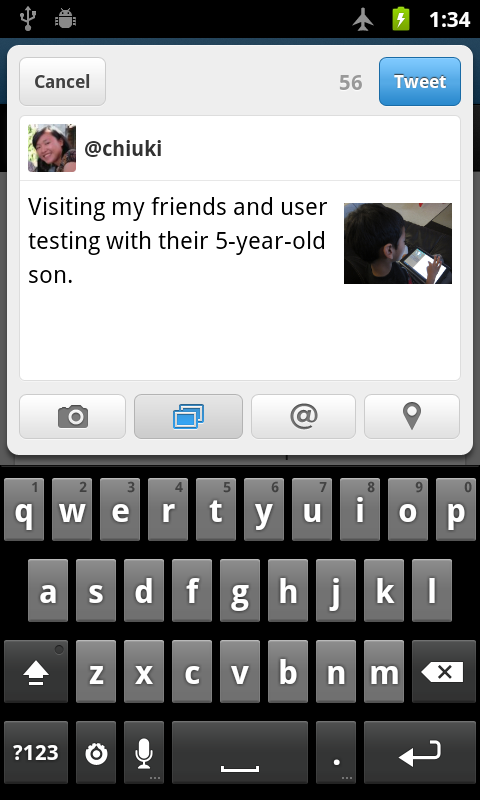 1:34
Cancel 56 Tweet
@chiuki
Visiting my friends and user
testing with their 5-year-old
son.
@
1 2 3 4 5 6 7 8 9 0
q w e r t y u i o p
a s d f g h j k l
z x c v b n m
?123 .